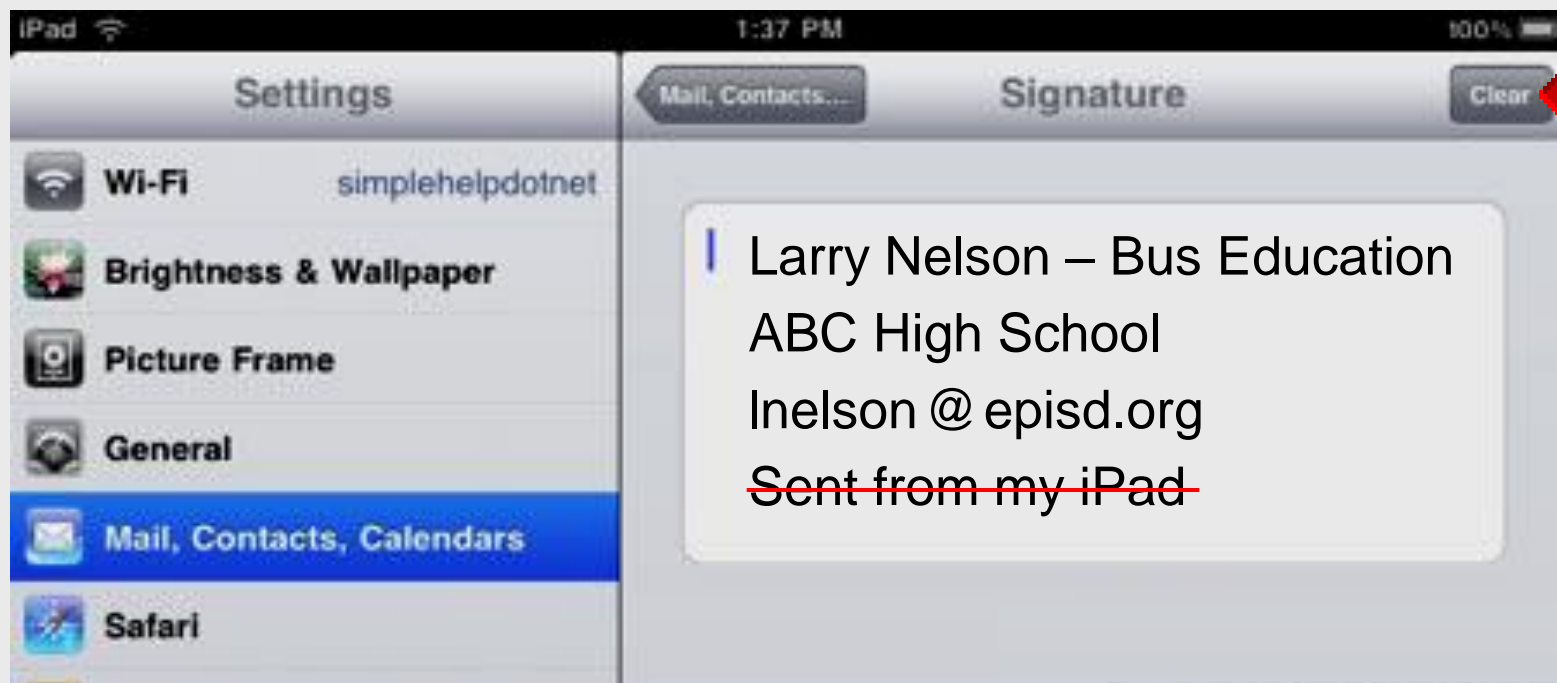 iPad 1:37 PM 100%
Settings
Mail, Contacts... Signature Clear
Wi-Fi simplehelpdotnet
Brightness & Wallpaper
Picture Frame
General
Mail, Contacts, Calendars
Safari
Larry Nelson – Bus Education
ABC High School
lnelson @ episd.org
Sent from my iPad